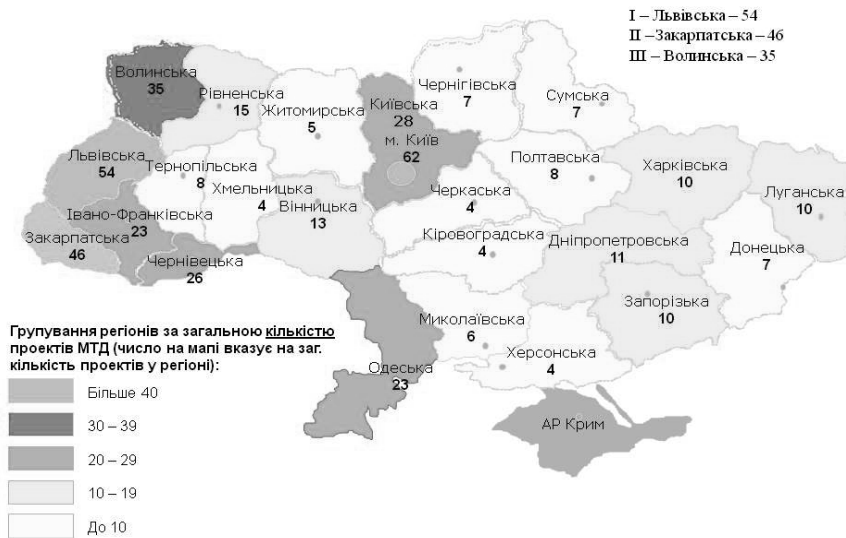 I – Львівська – 54
II –Закарпатська – 46
III – Волинська – 35
Волинська
35
Рівненська
15
Житомирська
5
Київська
28
м. Київ
62
Чернігівська
7
Сумська
7
Львівська
54
Тернопільська
8
Хмельницька
4
Вінницька
13
Черкаська
4
Полтавська
8
Харківська
10
Луганська
10
Івано-Франківська
23
Закарпатська
46
Чернівецька
26
Кіровоградська
4
Дніпропетровська
11
Донецька
7
Запорізька
10
Миколаївська
6
Херсонська
4
Одеська
23
АР Крим
Групування регіонів за загальною кількістю
проектів МТД (число на мапі вказує на заг.
кількість проектів у регіоні):
Більше 40
30 – 39
20 – 29
10 – 19
До 10